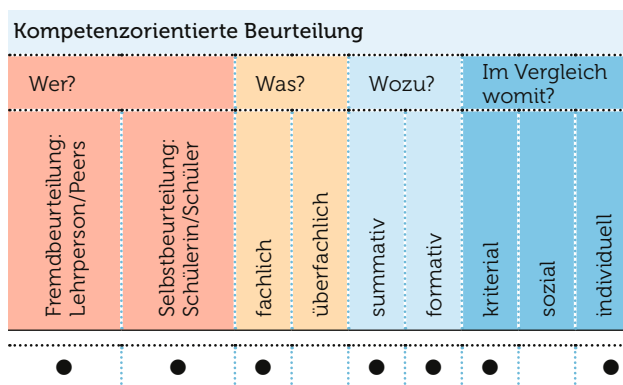 Kompetenzorientierte Beurteilung
Wer?
Was?
Wozu?
Im Vergleich
womit?
Fremdbeurteilung:
Lehrperson/Peers
Selbstbeurteilung:
Schülerin/Schüler
fachlich
überfachlich
summativ
formativ
kriterial
sozial
individuell